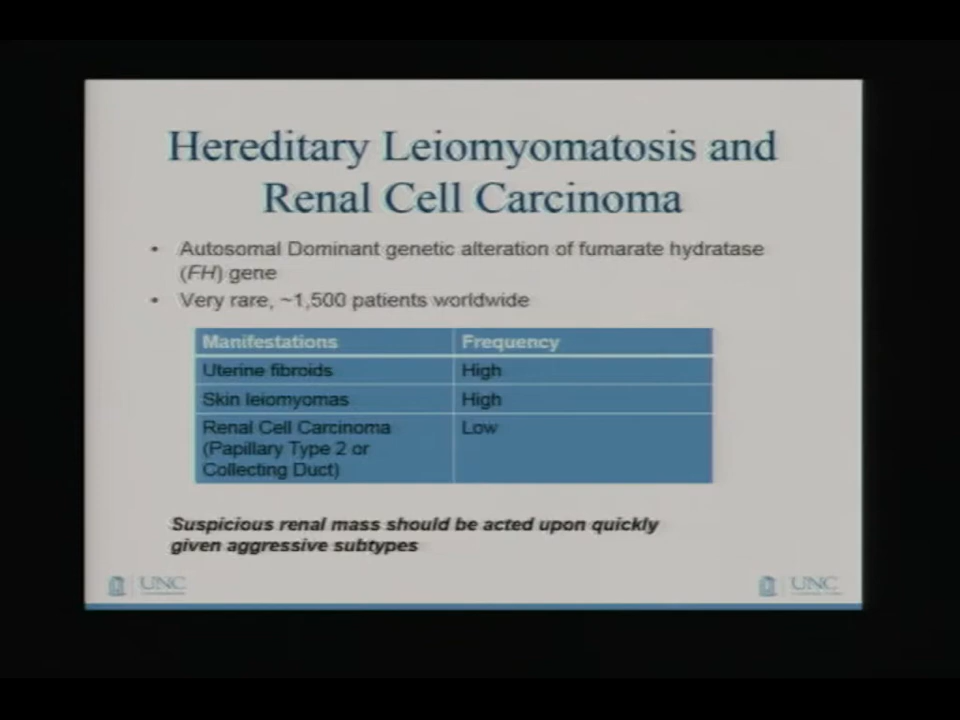 Hereditary Leiomyomatosis and
Renal Cell Carcinoma
• Autosomal Dominant genetic alteration of fumarate hydratase
(FH) gene
• Very rare, ~1,500 patients worldwide
Manifestations Frequency
Uterine fibroids High
Skin leiomyomas High
Renal Cell Carcinoma Low
(Papillary Type 2 or
Collecting Duct)
Suspicious renal mass should be acted upon quickly
given aggressive subtypes
UNC UNC